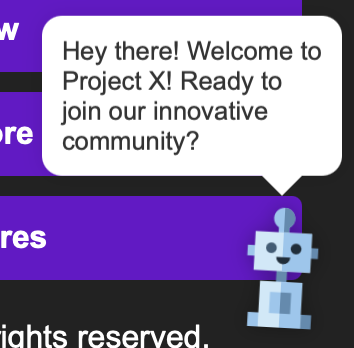 w
Hey there! Welcome to
Project X! Ready to
join our innovative
community?
ore
res
rights reserved.